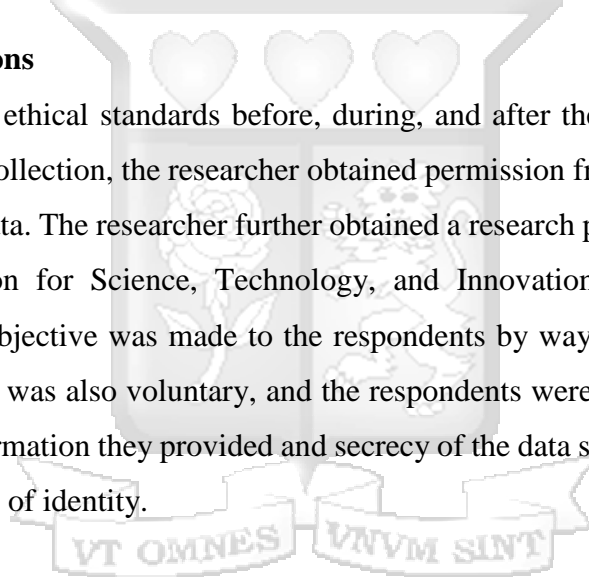 ons
ethical standards before, during, and after the
ollection, the researcher obtained permission fr
ta. The researcher further obtained a research p
on for Science, Technology, and Innovation
bjective was made to the respondents by way
was also voluntary, and the respondents were
rmation they provided and secrecy of the data s
of identity.
VT OMNES VNVM SINT